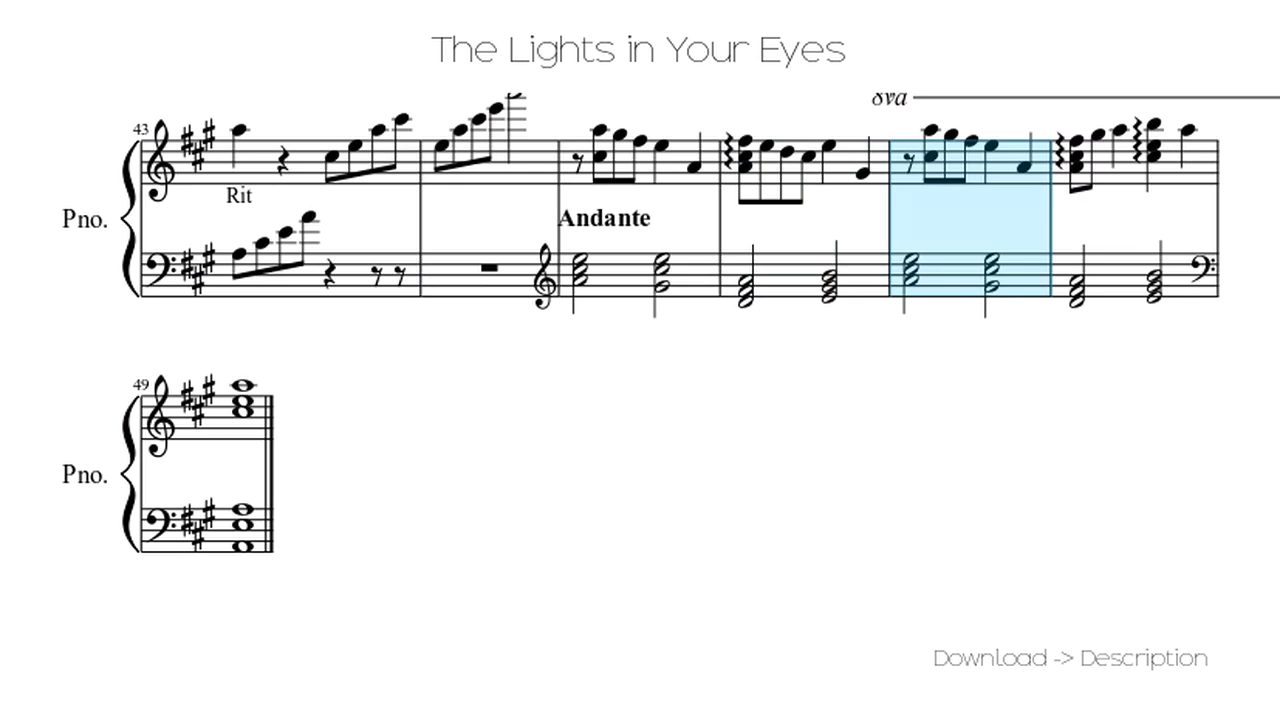 The Lights in Your Eyes
8va
43
Rit
Pno.
Andante
49
Pno.
Download -> Description